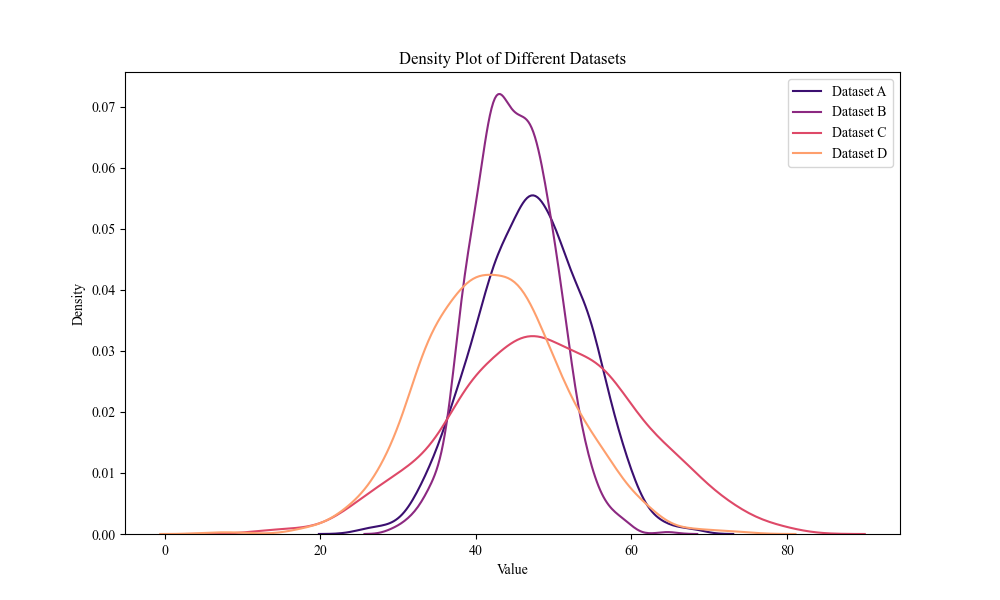 Density Plot of Different Datasets
Dataset A
Dataset B
Dataset C
Dataset D
Density
0.07
0.06
0.05
0.04
0.03
0.02
0.01
0.00
0 20 40 60 80
Value